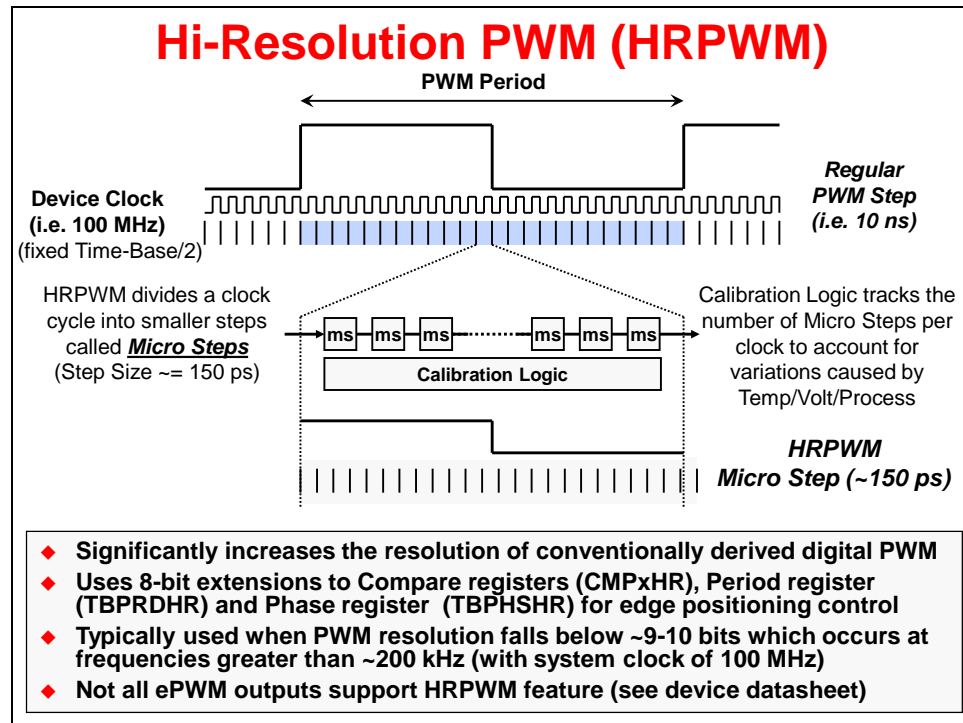 Hi-Resolution PWM (HRPWM)
PWM Period
Regular
PWM Step
(i.e. 10 ns)
Device Clock
(i.e. 100 MHz)
(fixed Time-Base/2)
HRPWM divides a clock
cycle into smaller steps
called Micro Steps
(Step Size ~= 150 ps)
ms ms ms ms ms ms
Calibration Logic
Calibration Logic tracks the
number of Micro Steps per
clock to account for
variations caused by
Temp/Volt/Process
HRPWM
Micro Step (~150 ps)
◆ Significantly increases the resolution of conventionally derived digital PWM
◆ Uses 8-bit extensions to Compare registers (CMPxHR), Period register
(TBPRDHR) and Phase register (TBPHSHR) for edge positioning control
◆ Typically used when PWM resolution falls below ~9-10 bits which occurs at
frequencies greater than ~200 kHz (with system clock of 100 MHz)
◆ Not all ePWM outputs support HRPWM feature (see device datasheet)